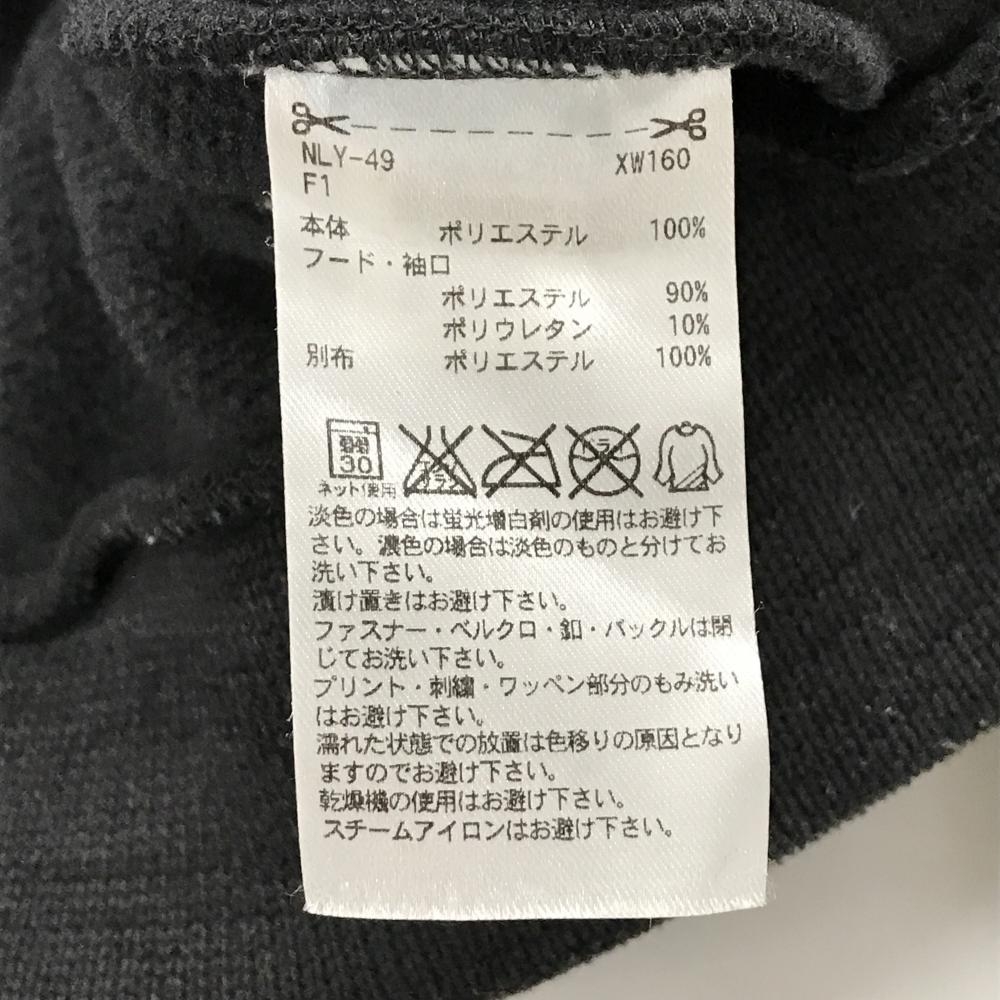 NLY-49 XW160
F1
本体 ポリエステル 100%
フード・袖口
ポリエステル 90%
ポリウレタン 10%
別布 ポリエステル 100%
30
ネット使用
淡色の場合は蛍光増白剤の使用はお避け下
さい。濃色の場合は淡色のものと分けてお
洗い下さい。
漬け置きはお避け下さい。
ファスナー・ベルクロ・釦・バックルは閉
じてお洗い下さい。
プリント・刺繍・ワッペン部分のもみ洗い
はお避け下さい。
濡れた状態での放置は色移りの原因となり
ますのでお避け下さい。
乾燥機の使用はお避け下さい。
スチームアイロンはお避け下さい。